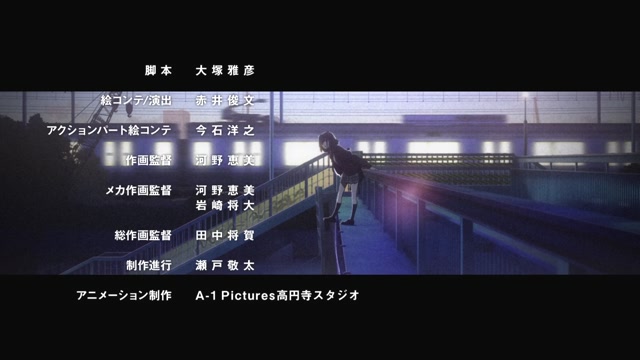 脚本 大塚雅彦
絵コンテ/演出 赤井俊文
アクションパート絵コンテ 今石洋之
作画監督 河野恵美
メカ作画監督 河野恵美
岩崎将大
総作画監督 田中将賀
制作進行 瀬戸敬太
アニメーション制作 A-1 Pictures高円寺スタジオ